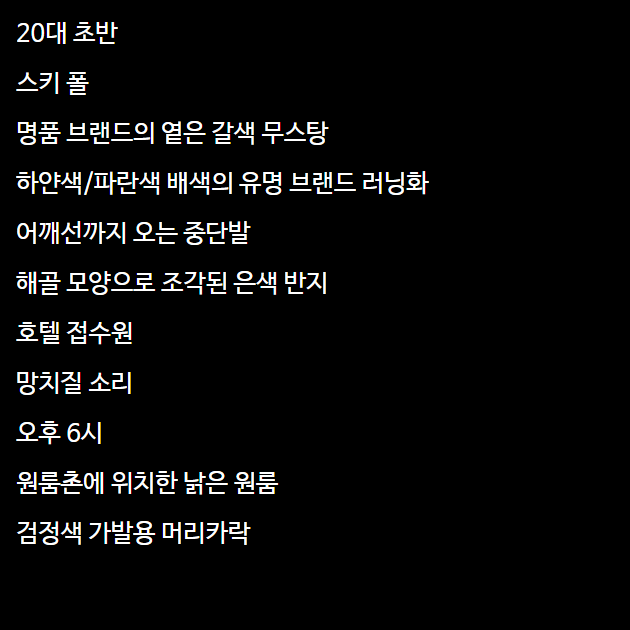 20대 초반
스키 폴
명품 브랜드의 옅은 갈색 무스탕
하얀색/파란색 배색의 유명 브랜드 러닝화
어깨선까지 오는 중단발
해골 모양으로 조각된 은색 반지
호텔 접수원
망치질 소리
오후 6시
원룸촌에 위치한 낡은 원룸
검정색 가발용 머리카락